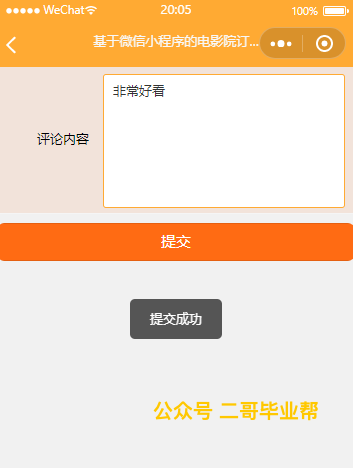 WeChat 20:05 100%
基于微信小程序的电影院订...
非常好看
评论内容
提交
提交成功
公众号 二哥毕业帮